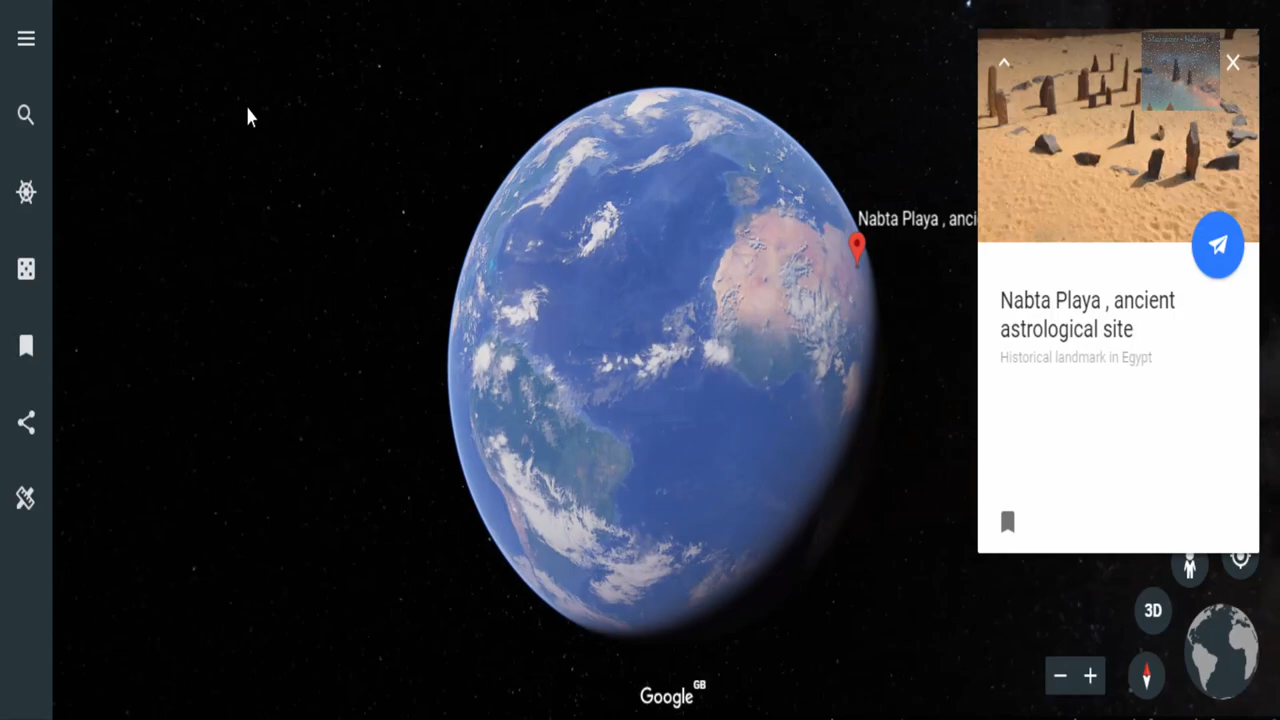 Nabta Playa , anci
Nabta Playa , ancient
astrological site
Historical landmark in Egypt
3D
Google GB